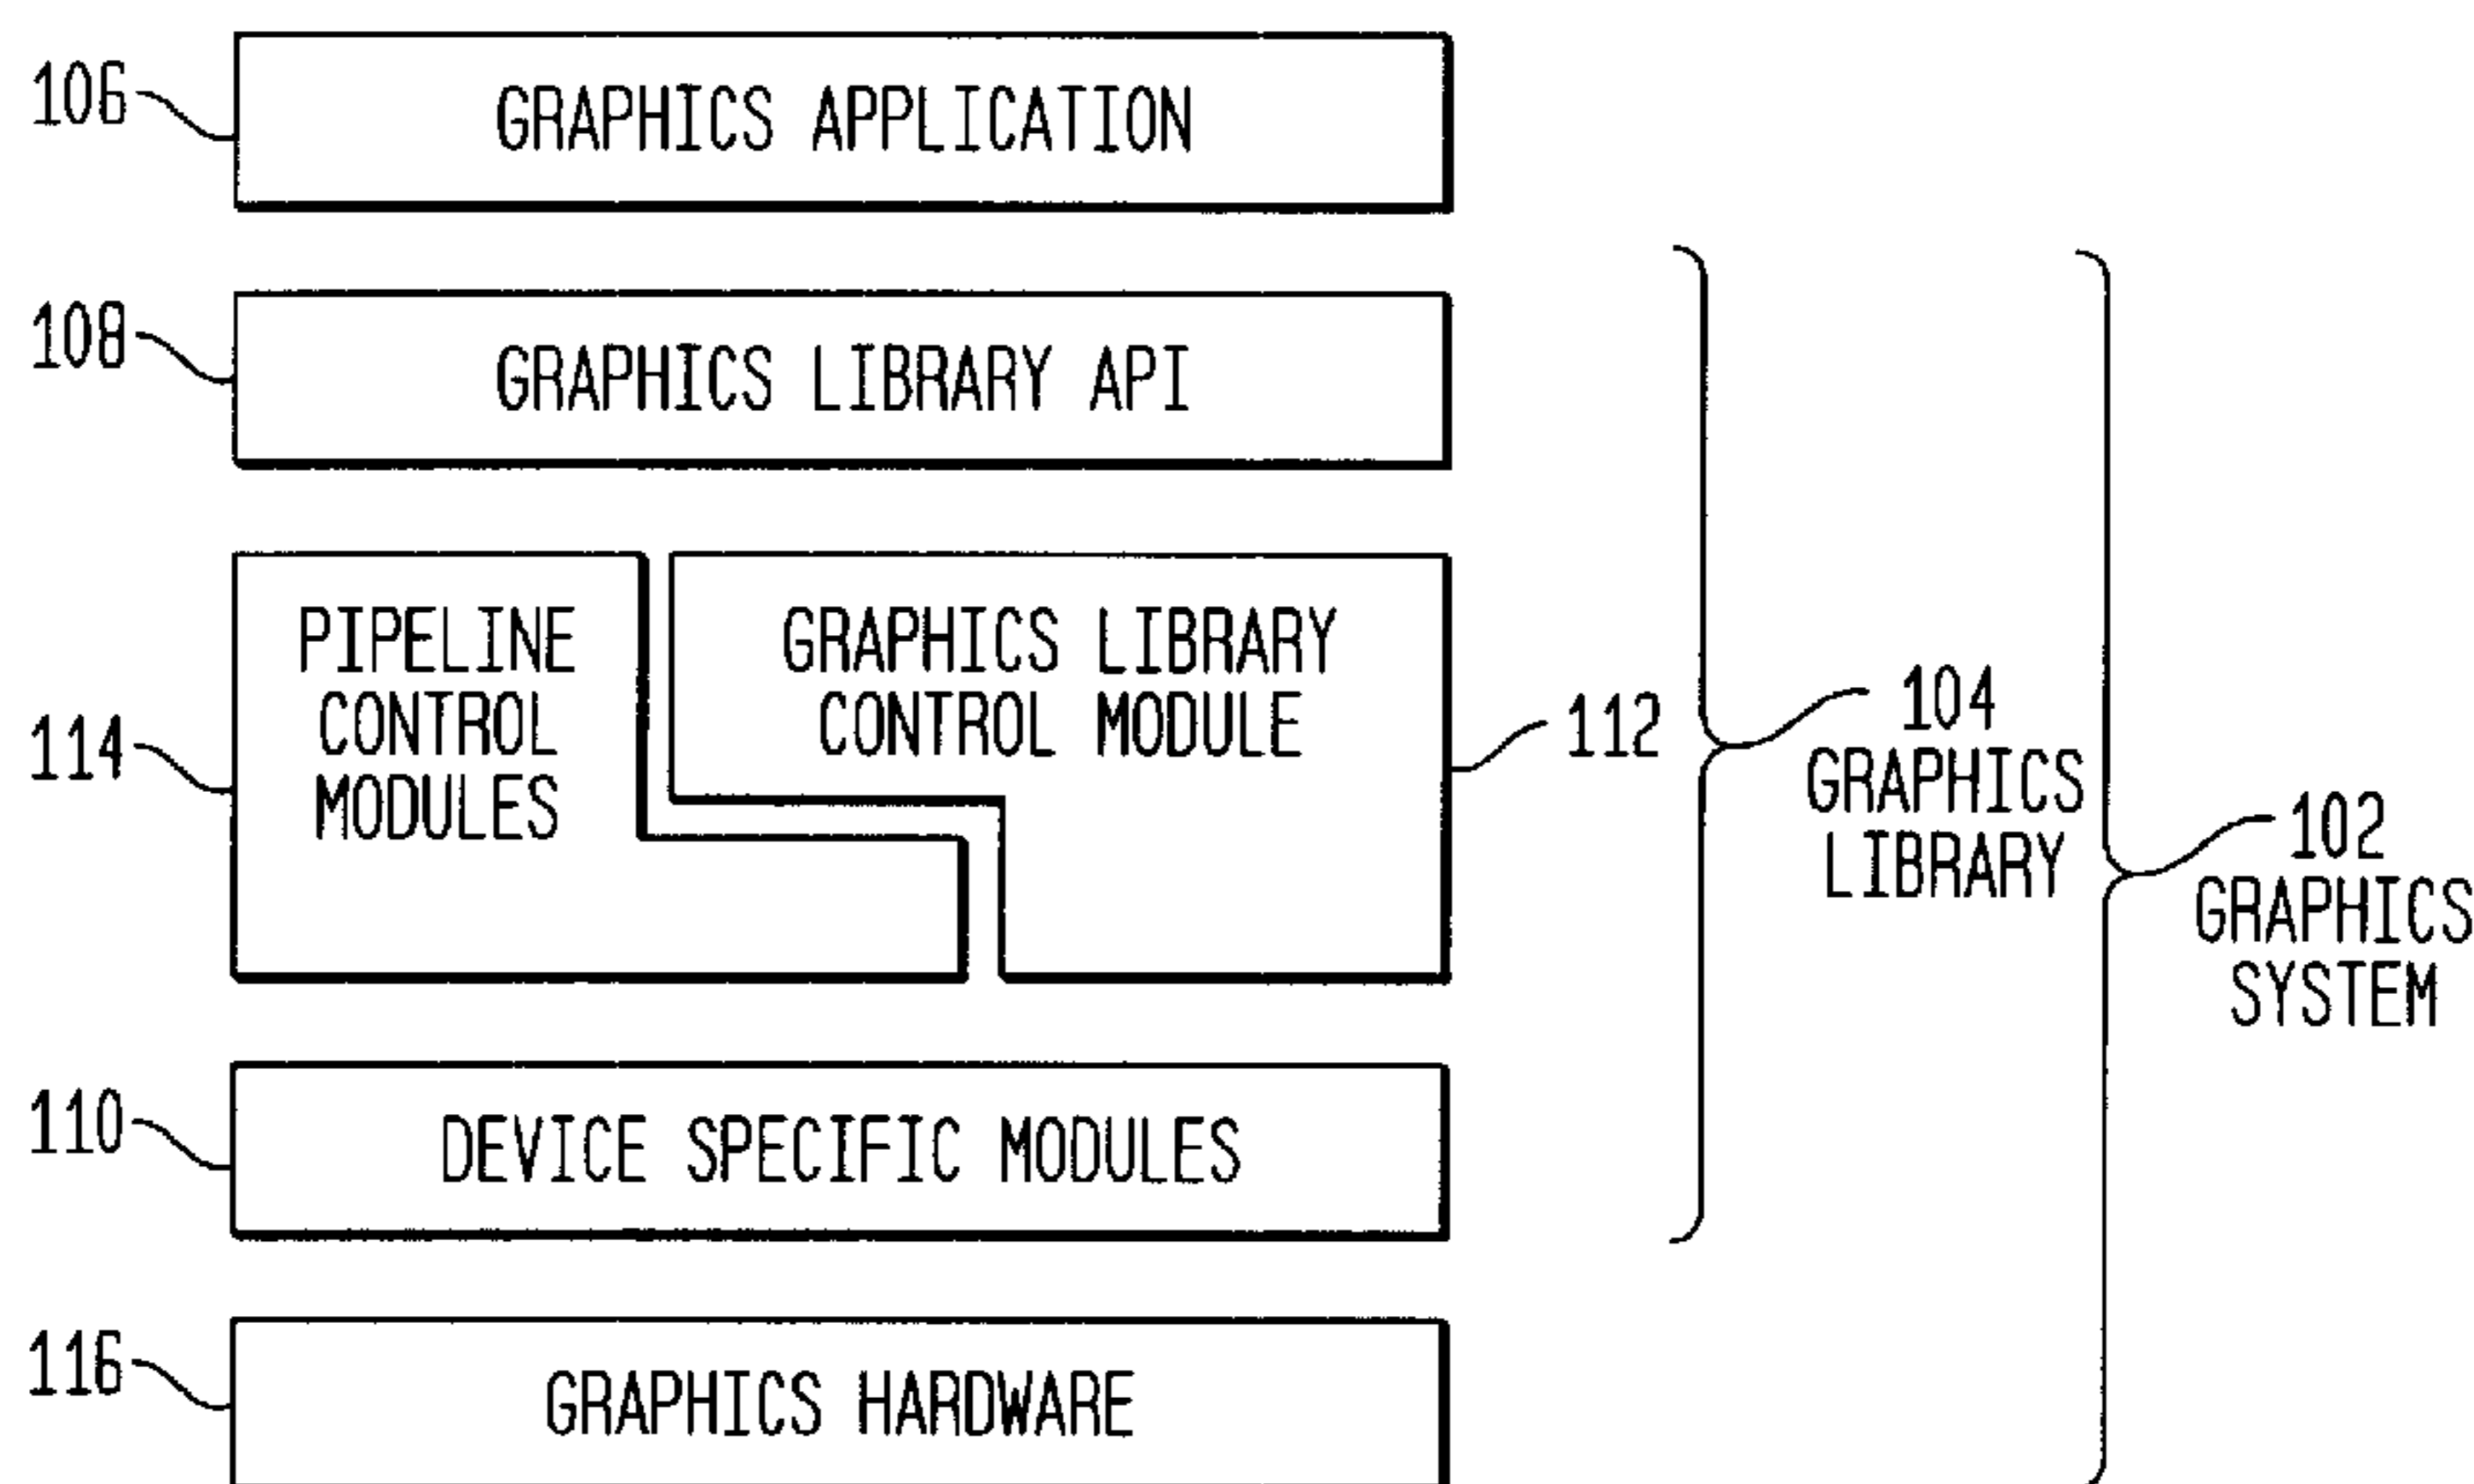 106
GRAPHICS APPLICATION
108
GRAPHICS LIBRARY API
114
PIPELINE
CONTROL
MODULES
GRAPHICS LIBRARY
CONTROL MODULE
112
104
GRAPHICS
LIBRARY
102
GRAPHICS
SYSTEM
110
DEVICE SPECIFIC MODULES
116
GRAPHICS HARDWARE